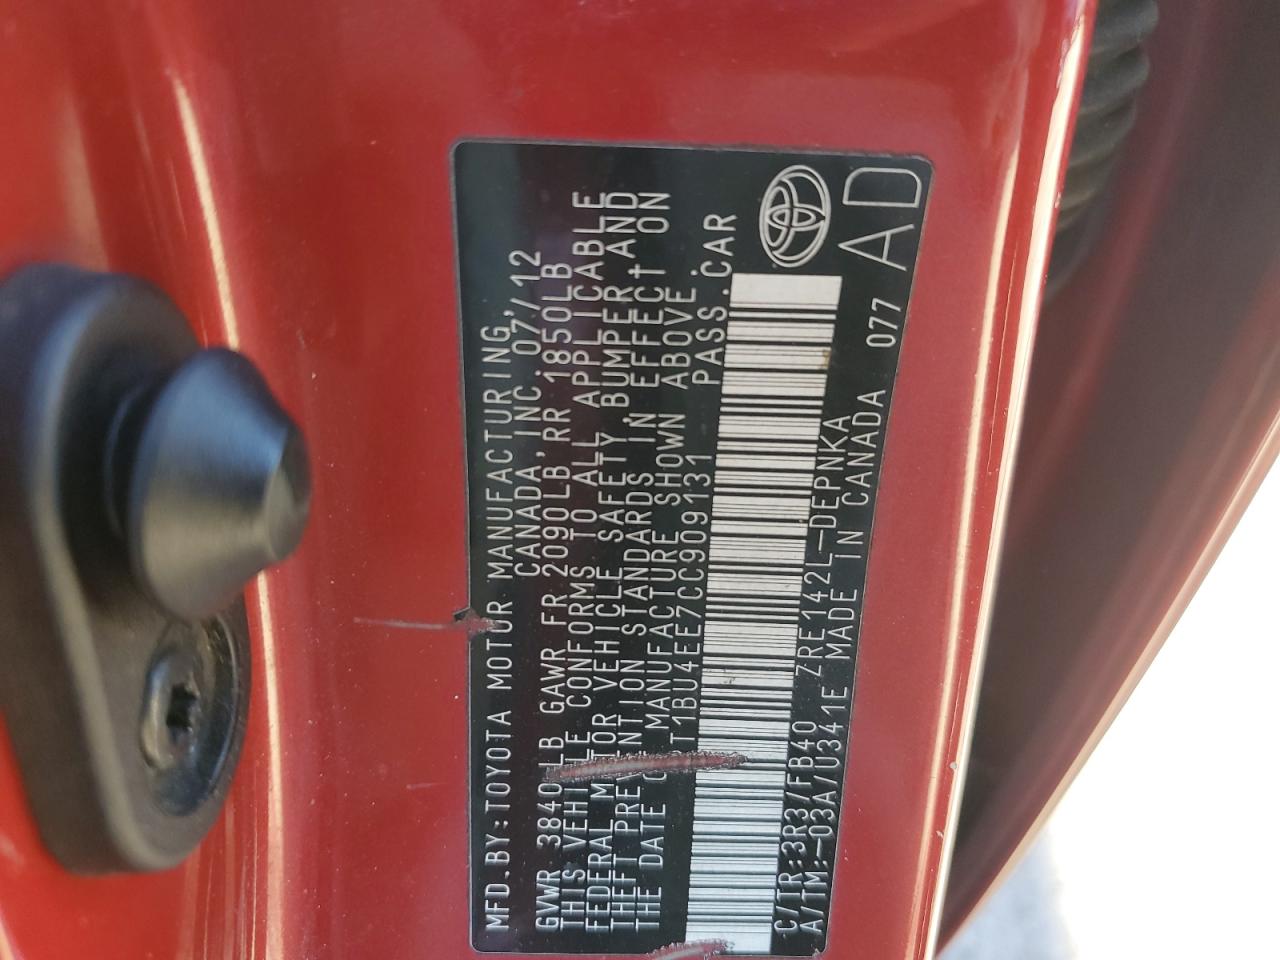 MFD.BY:TOYOTA MOTOR MANUFACTURING,
CANADA,INC. 07/12
GVWR 3840LB GAWR FR 2090LB RR 1850LB
THIS VEHICLE CONFORMS TO ALL APPLICABLE
FEDERAL MOTOR VEHICLE SAFETY,BUMPER,AND
THEFT PREVENTION STANDARDS IN EFFECT ON
THE DATE OF MANUFACTURE SHOWN ABOVE.
T1BU4EE7CC909131 PASS.CAR
C/TR:3R3/FB40 ZRE142L-DEPNKA
A/TM:-03A/U341E MADE IN CANADA 077
AD